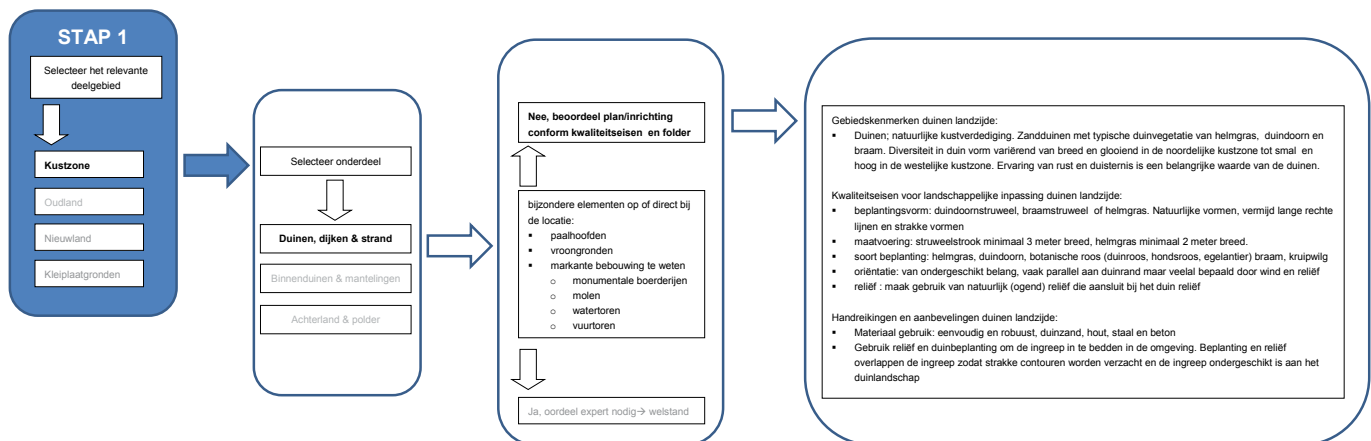 STAP 1
Selecteer het relevante
deelgebied
Kustzone
Oudland
Nieuwland
Kleiplaatgronden
Selecteer onderdeel
Duinen, dijken & strand
Binnenduinen & mantelingen
Achterland & polder
Nee, beoordeel plan/inrichting
conform kwaliteitseisen en folder
bijzondere elementen op of direct bij
de locatie:
▪ paalhoofden
▪ vroongronden
▪ markante bebouwing te weten
o monumentale boerderijen
o molen
o watertoren
o vuurtoren
Ja, oordeel expert nodig→ welstand
Gebiedskenmerken duinen landzijde:
▪ Duinen; natuurlijke kustverdediging. Zandduinen met typische duinvegetatie van helmgras, duindoorn en
braam. Diversiteit in duin vorm variërend van breed en glooiend in de noordelijke kustzone tot smal en
hoog in de westelijke kustzone. Ervaring van rust en duisternis is een belangrijke waarde van de duinen.
Kwaliteitseisen voor landschappelijke inpassing duinen landzijde:
▪ beplantingsvorm: duindoornstruweel, braamstruweel of helmgras. Natuurlijke vormen, vermijd lange rechte
lijnen en strakke vormen
▪ maatvoering: struweelstrook minimaal 3 meter breed, helmgras minimaal 2 meter breed.
▪ soort beplanting: helmgras, duindoorn, botanische roos (duinroos, hondsroos, egelantier) braam, kruipwilg
▪ oriëntatie: van ondergeschikt belang, vaak parallel aan duinrand maar veelal bepaald door wind en reliëf
▪ reliëf : maak gebruik van natuurlijk (ogend) reliëf die aansluit bij het duin reliëf
Handreikingen en aanbevelingen duinen landzijde:
▪ Materiaal gebruik: eenvoudig en robuust, duinzand, hout, staal en beton
▪ Gebruik reliëf en duinbeplanting om de ingreep in te bedden in de omgeving. Beplanting en reliëf
overlappen de ingreep zodat strakke contouren worden verzacht en de ingreep ondergeschikt is aan het
duinlandschap